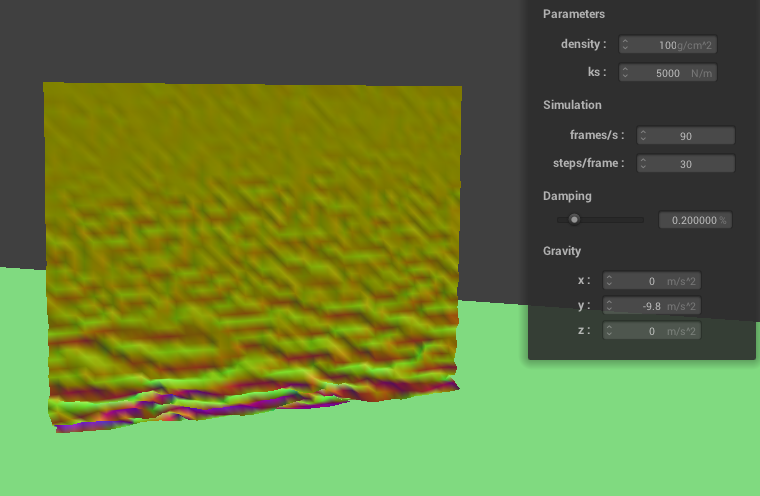 Parameters
density : 100 g/cm^2
ks : 5000 N/m
Simulation
frames/s : 90
steps/frame : 30
Damping
0.200000 %
Gravity
x : 0 m/s^2
y : -9.8 m/s^2
z : 0 m/s^2